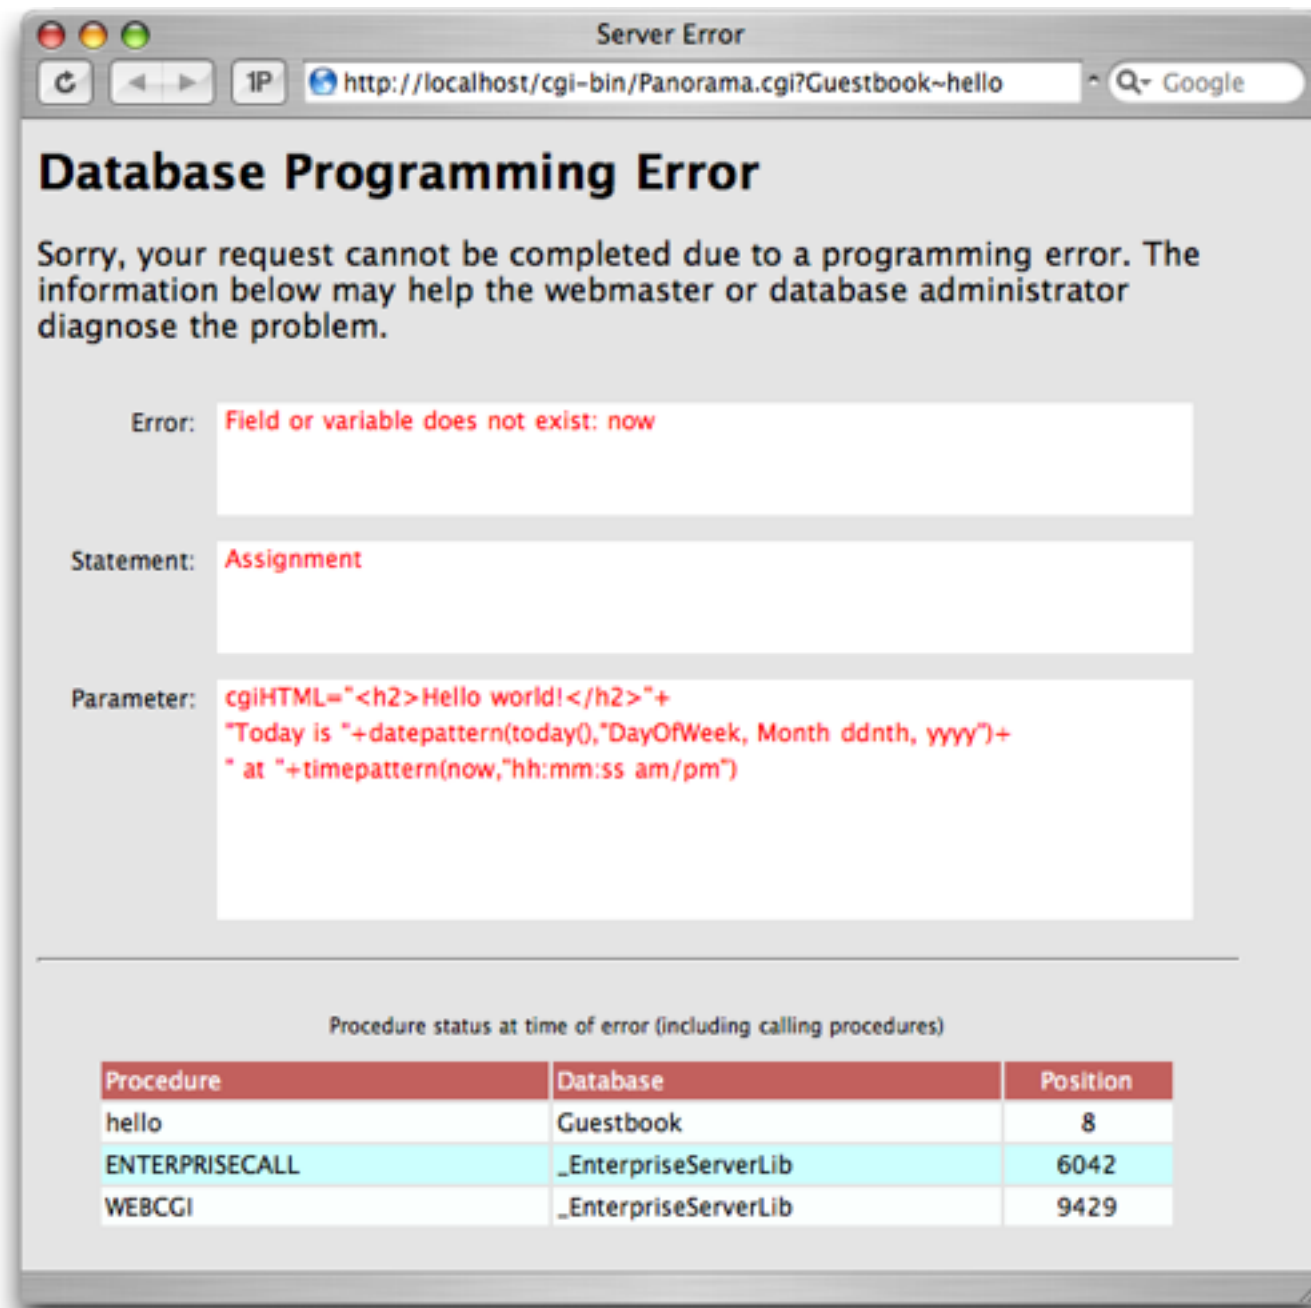 Server Error
1P http://localhost/cgi-bin/Panorama.cgi?Guestbook~hello Google
Database Programming Error
Sorry, your request cannot be completed due to a programming error. The
information below may help the webmaster or database administrator
diagnose the problem.
Error: Field or variable does not exist: now
Statement: Assignment
Parameter: cgiHTML="<h2>Hello world!</h2>"+
"Today is "+datepattern(today(),"DayOfWeek, Month ddnth, yyyy")+
" at "+timepattern(now,"hh:mm:ss am/pm")
Procedure status at time of error (including calling procedures)
Procedure Database Position
hello Guestbook 8
ENTERPRISECALL _EnterpriseServerLib 6042
WEBCGI _EnterpriseServerLib 9429